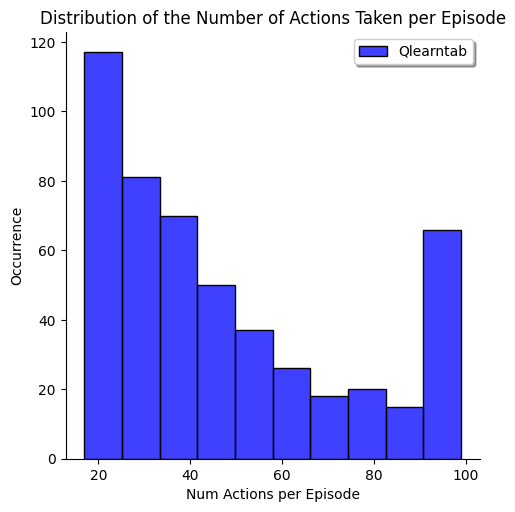 Distribution of the Number of Actions Taken per Episode
Qlearntab
120
100
80
60
40
20
0
Occurrence
20 40 60 80 100
Num Actions per Episode